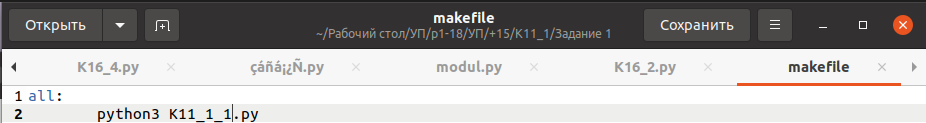 Открыть
makefile
~/Рабочий стол/УП/р1-18/УП/+15/K11_1/Задание 1
Сохранить
K16_4.py
çáñá¡¿Ñ.py
modul.py
K16_2.py
makefile
1 all:
2 python3 K11_1_1.py